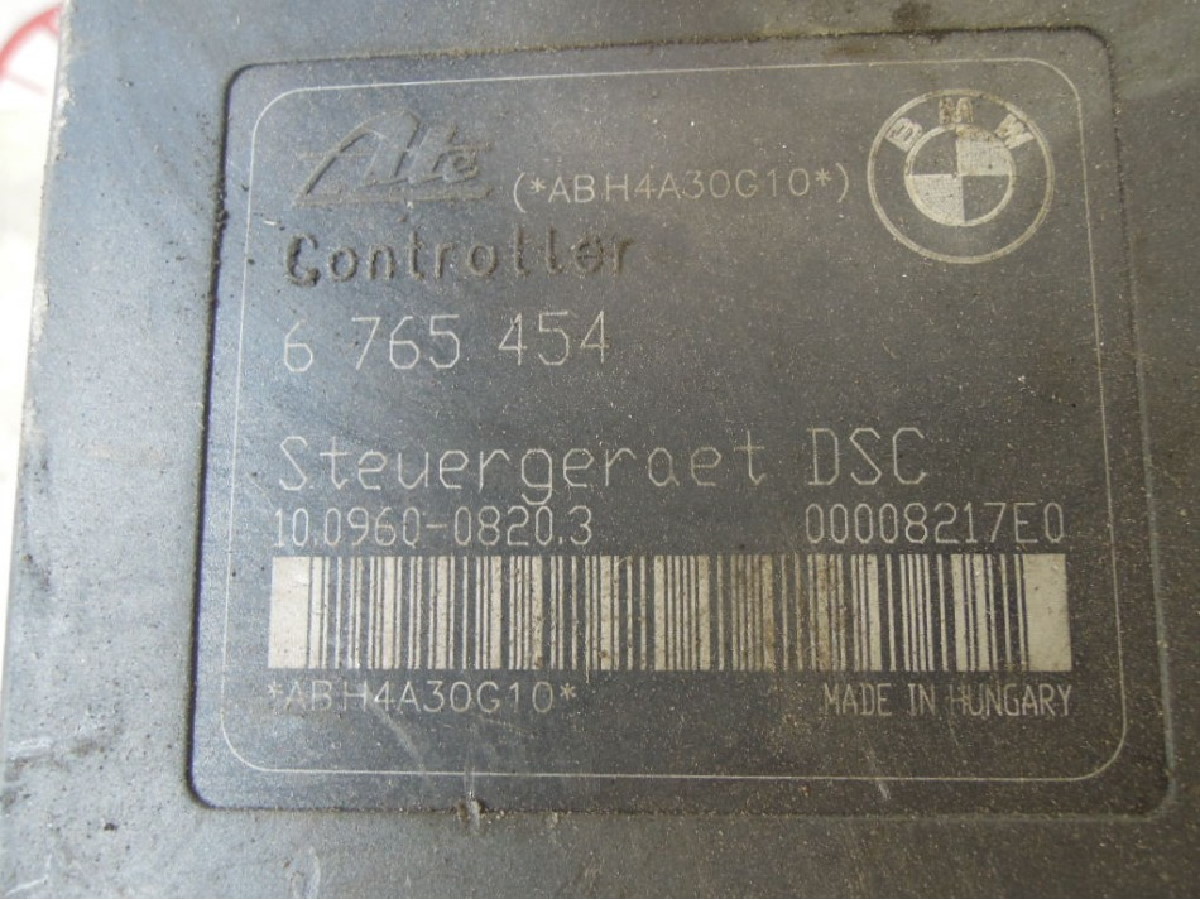 Ate (*ABH4A30G10*) BMW
Controller
6 765 454
Steuergeraet DSC
10.0960-0820.3 00008217E0
*ABH4A30G10* MADE IN HUNGARY